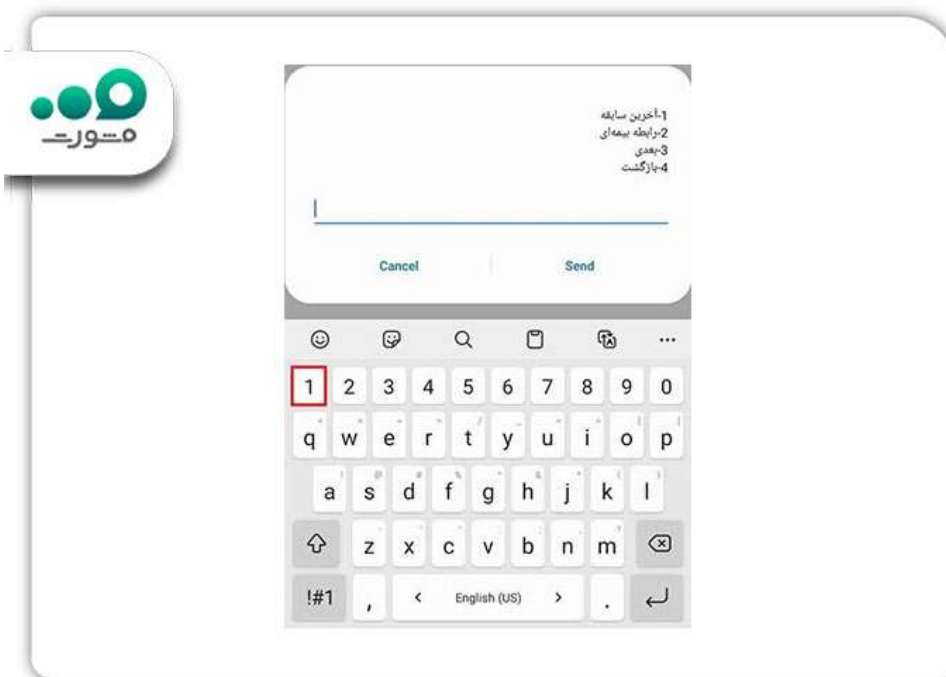 مشورت
1-آخرین سابقه
2-رابطه بیمه‌ای
3-بعدی
4-بازگشت
Cancel Send
1 2 3 4 5 6 7 8 9 0
q w e r t y u i o p
a s d f g h j k l
z x c v b n m
!#1 , < English (US) > .